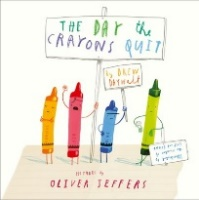 THE DAY the
CRAYONS QUIT
by DREW
DAYWALT
PICTURES by
OLIVER JEFFERS